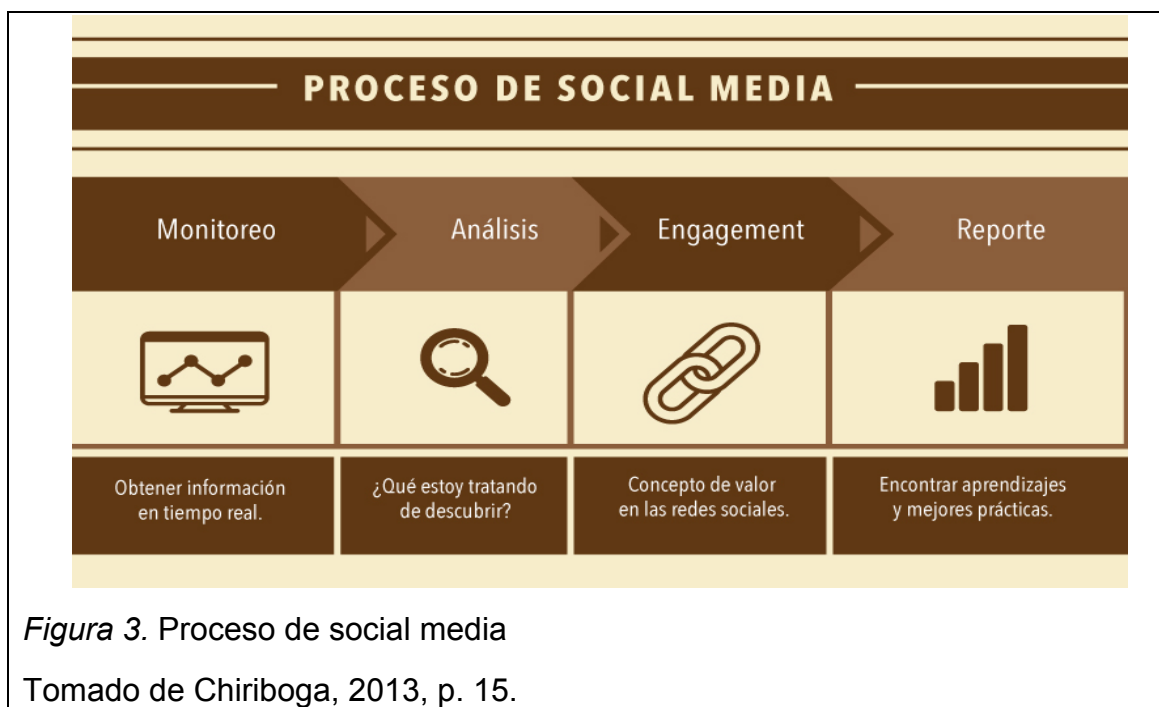 PROCESO DE SOCIAL MEDIA
Monitoreo
Análisis
Engagement
Reporte
Obtener información
en tiempo real.
¿Qué estoy tratando
de descubrir?
Concepto de valor
en las redes sociales.
Encontrar aprendizajes
y mejores prácticas.
Figura 3. Proceso de social media
Tomado de Chiriboga, 2013, p. 15.